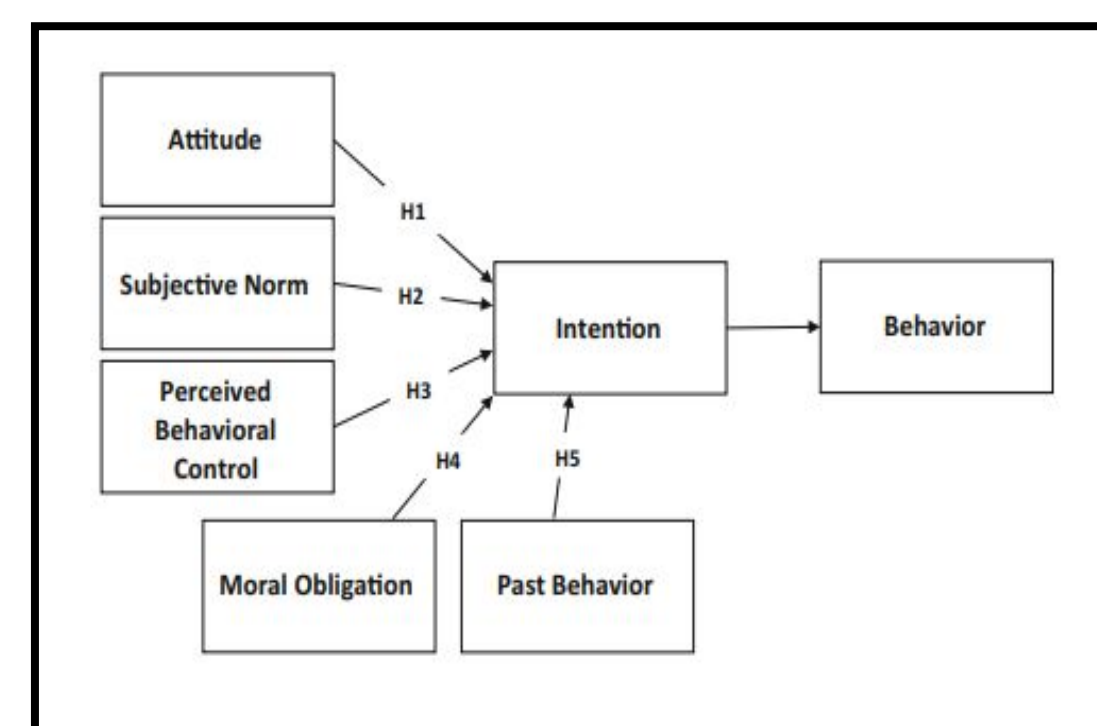 Attitude
H1
Subjective Norm
H2
Intention
Behavior
Perceived
Behavioral
Control
H3
H4
H5
Moral Obligation
Past Behavior